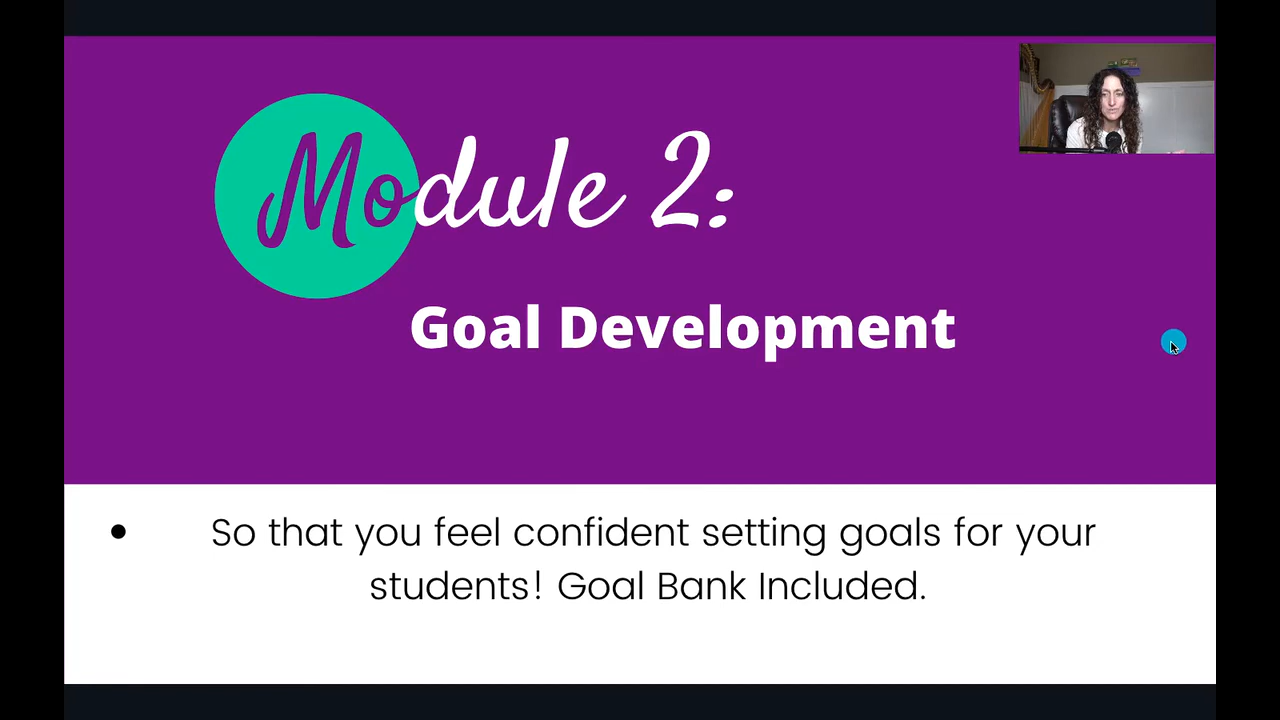 Module 2:
Goal Development
• So that you feel confident setting goals for your
students! Goal Bank Included.